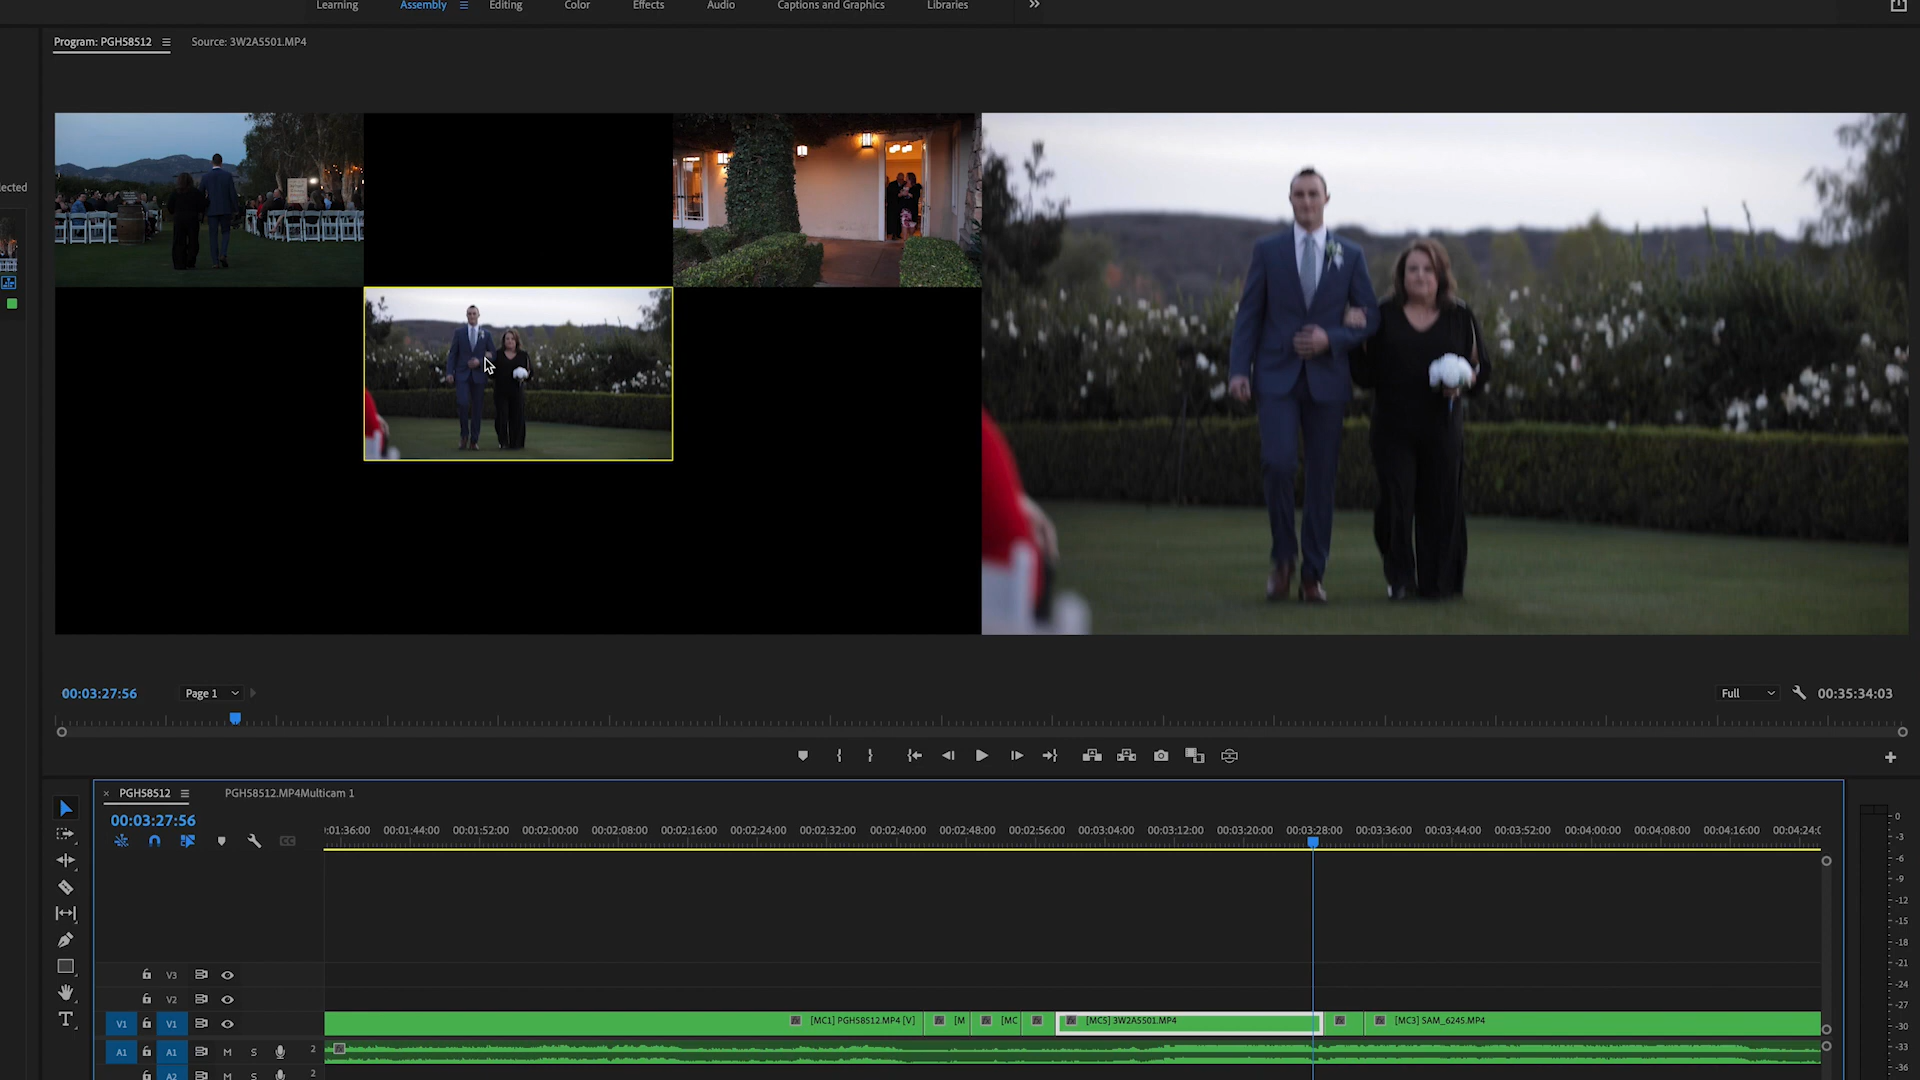 Learning Assembly Editing Color Effects Audio Captions and Graphics Libraries
Program: PGH58512 Source: 3W2A5501.MP4
lected
00:03:27:56 Page 1 Full 00:35:34:03
PGH58512 PGH58512.MP4Multicam 1
00:03:27:56
:01:36:00 00:01:44:00 00:01:52:00 00:02:00:00 00:02:08:00 00:02:16:00 00:02:24:00 00:02:32:00 00:02:40:00 00:02:48:00 00:02:56:00 00:03:04:00 00:03:12:00 00:03:20:00 00:03:28:00 00:03:36:00 00:03:44:00 00:03:52:00 00:04:00:00 00:04:08:00 00:04:16:00 00:04:24:0
0
-3
-6
-9
-12
-15
-18
-21
-24
-27
-30
-33
-36
V3
V2
V1 V1 [MC1] PGH58512.MP4 [V] [M [MC [MC5] 3W2A5501.MP4 [MC3] SAM_6245.MP4
A1 A1 M S 2
A2 M S 2